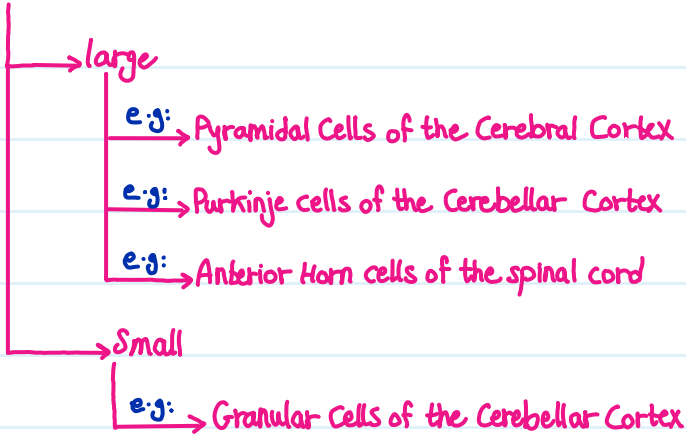 large
e.g: Pyramidal Cells of the Cerebral Cortex
e.g: Purkinje cells of the Cerebellar Cortex
e.g: Anterior Horn cells of the spinal cord
Small
e.g: Granular Cells of the Cerebellar Cortex